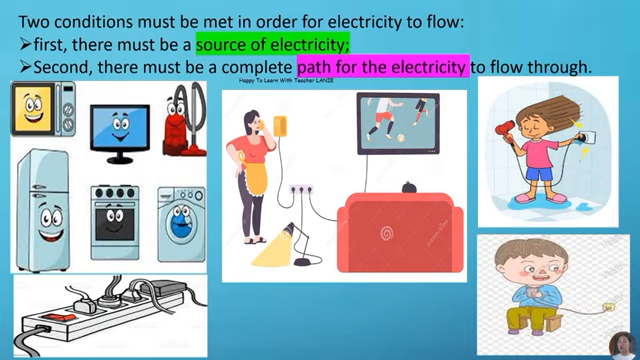 Two conditions must be met in order for electricity to flow:
➢first, there must be a source of electricity;
➢Second, there must be a complete path for the electricity to flow through.
Happy To Learn With Teacher LANIE